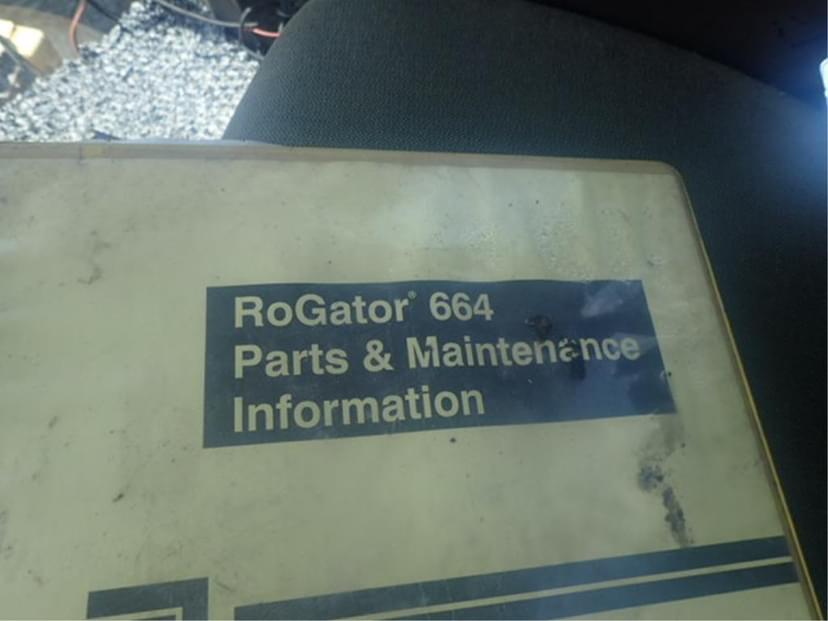 RoGator® 664
Parts & Maintenance
Information